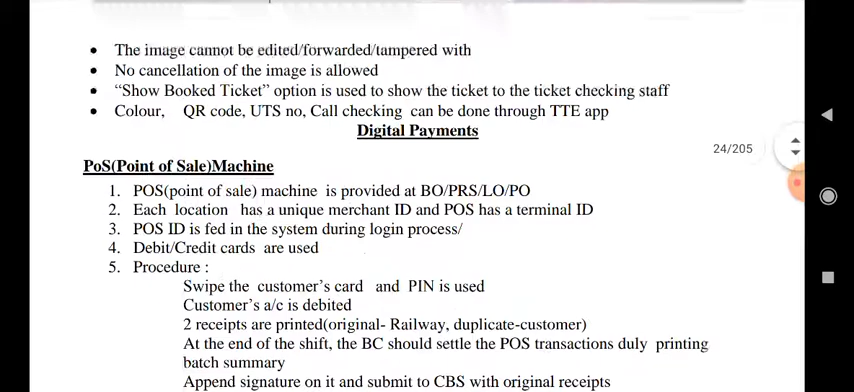 • The image cannot be edited/forwarded/tampered with
• No cancellation of the image is allowed
• “Show Booked Ticket” option is used to show the ticket to the ticket checking staff
• Colour, QR code, UTS no, Call checking can be done through TTE app
Digital Payments
24/205
PoS(Point of Sale)Machine
1. POS(point of sale) machine is provided at BO/PRS/LO/PO
2. Each location has a unique merchant ID and POS has a terminal ID
3. POS ID is fed in the system during login process/
4. Debit/Credit cards are used
5. Procedure :
Swipe the customer’s card and PIN is used
Customer’s a/c is debited
2 receipts are printed(original- Railway, duplicate-customer)
At the end of the shift, the BC should settle the POS transactions duly printing
batch summary
Append signature on it and submit to CBS with original receipts